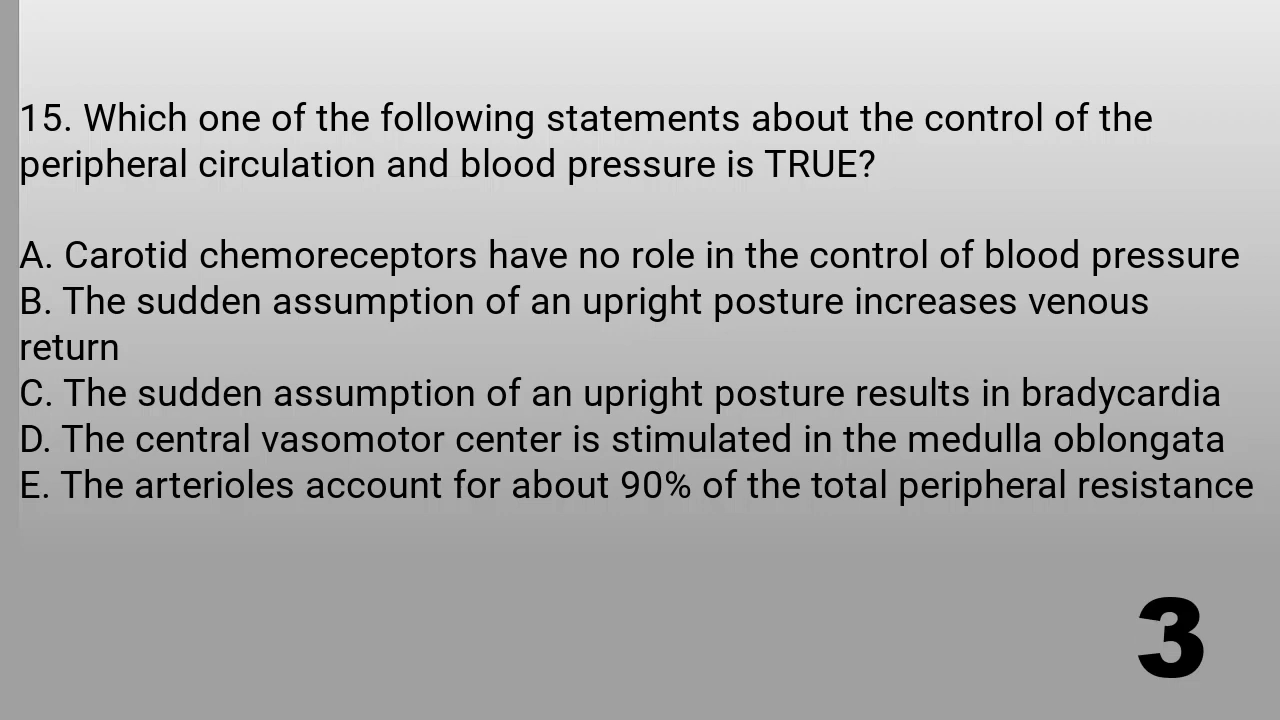 15. Which one of the following statements about the control of the
peripheral circulation and blood pressure is TRUE?
A. Carotid chemoreceptors have no role in the control of blood pressure
B. The sudden assumption of an upright posture increases venous
return
C. The sudden assumption of an upright posture results in bradycardia
D. The central vasomotor center is stimulated in the medulla oblongata
E. The arterioles account for about 90% of the total peripheral resistance
3